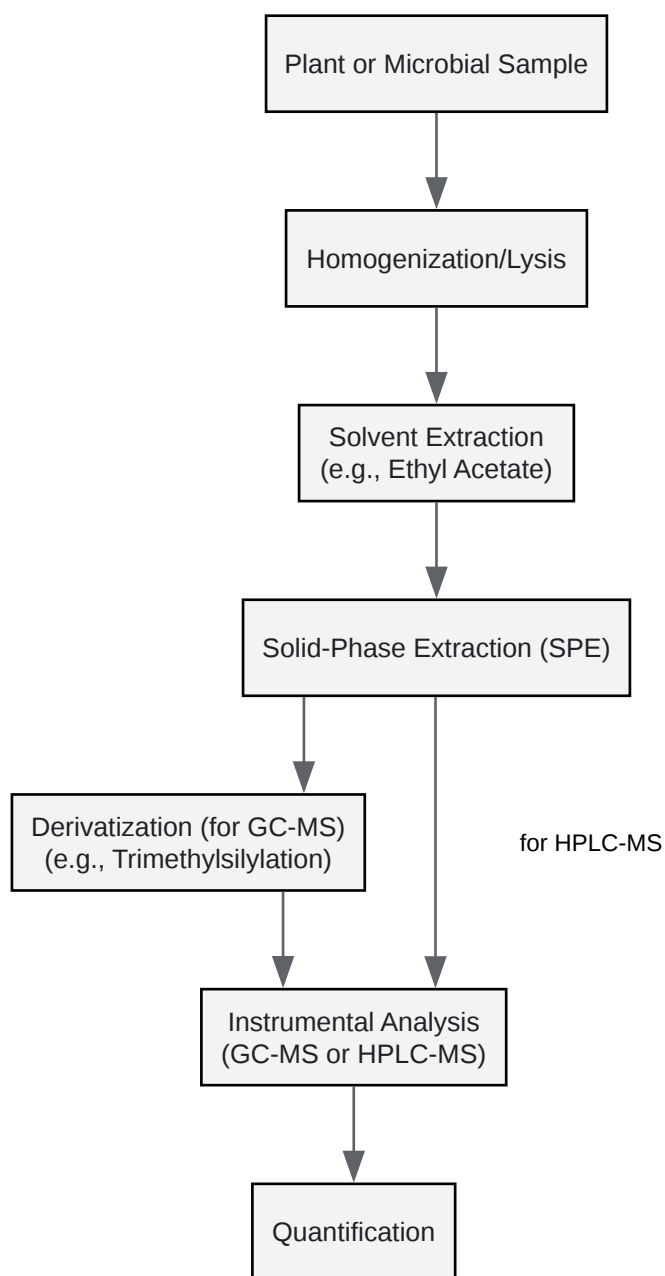 Plant or Microbial Sample
Homogenization/Lysis
Solvent Extraction
(e.g., Ethyl Acetate)
Solid-Phase Extraction (SPE)
Derivatization (for GC-MS)
(e.g., Trimethylsilylation)
for HPLC-MS
Instrumental Analysis
(GC-MS or HPLC-MS)
Quantification